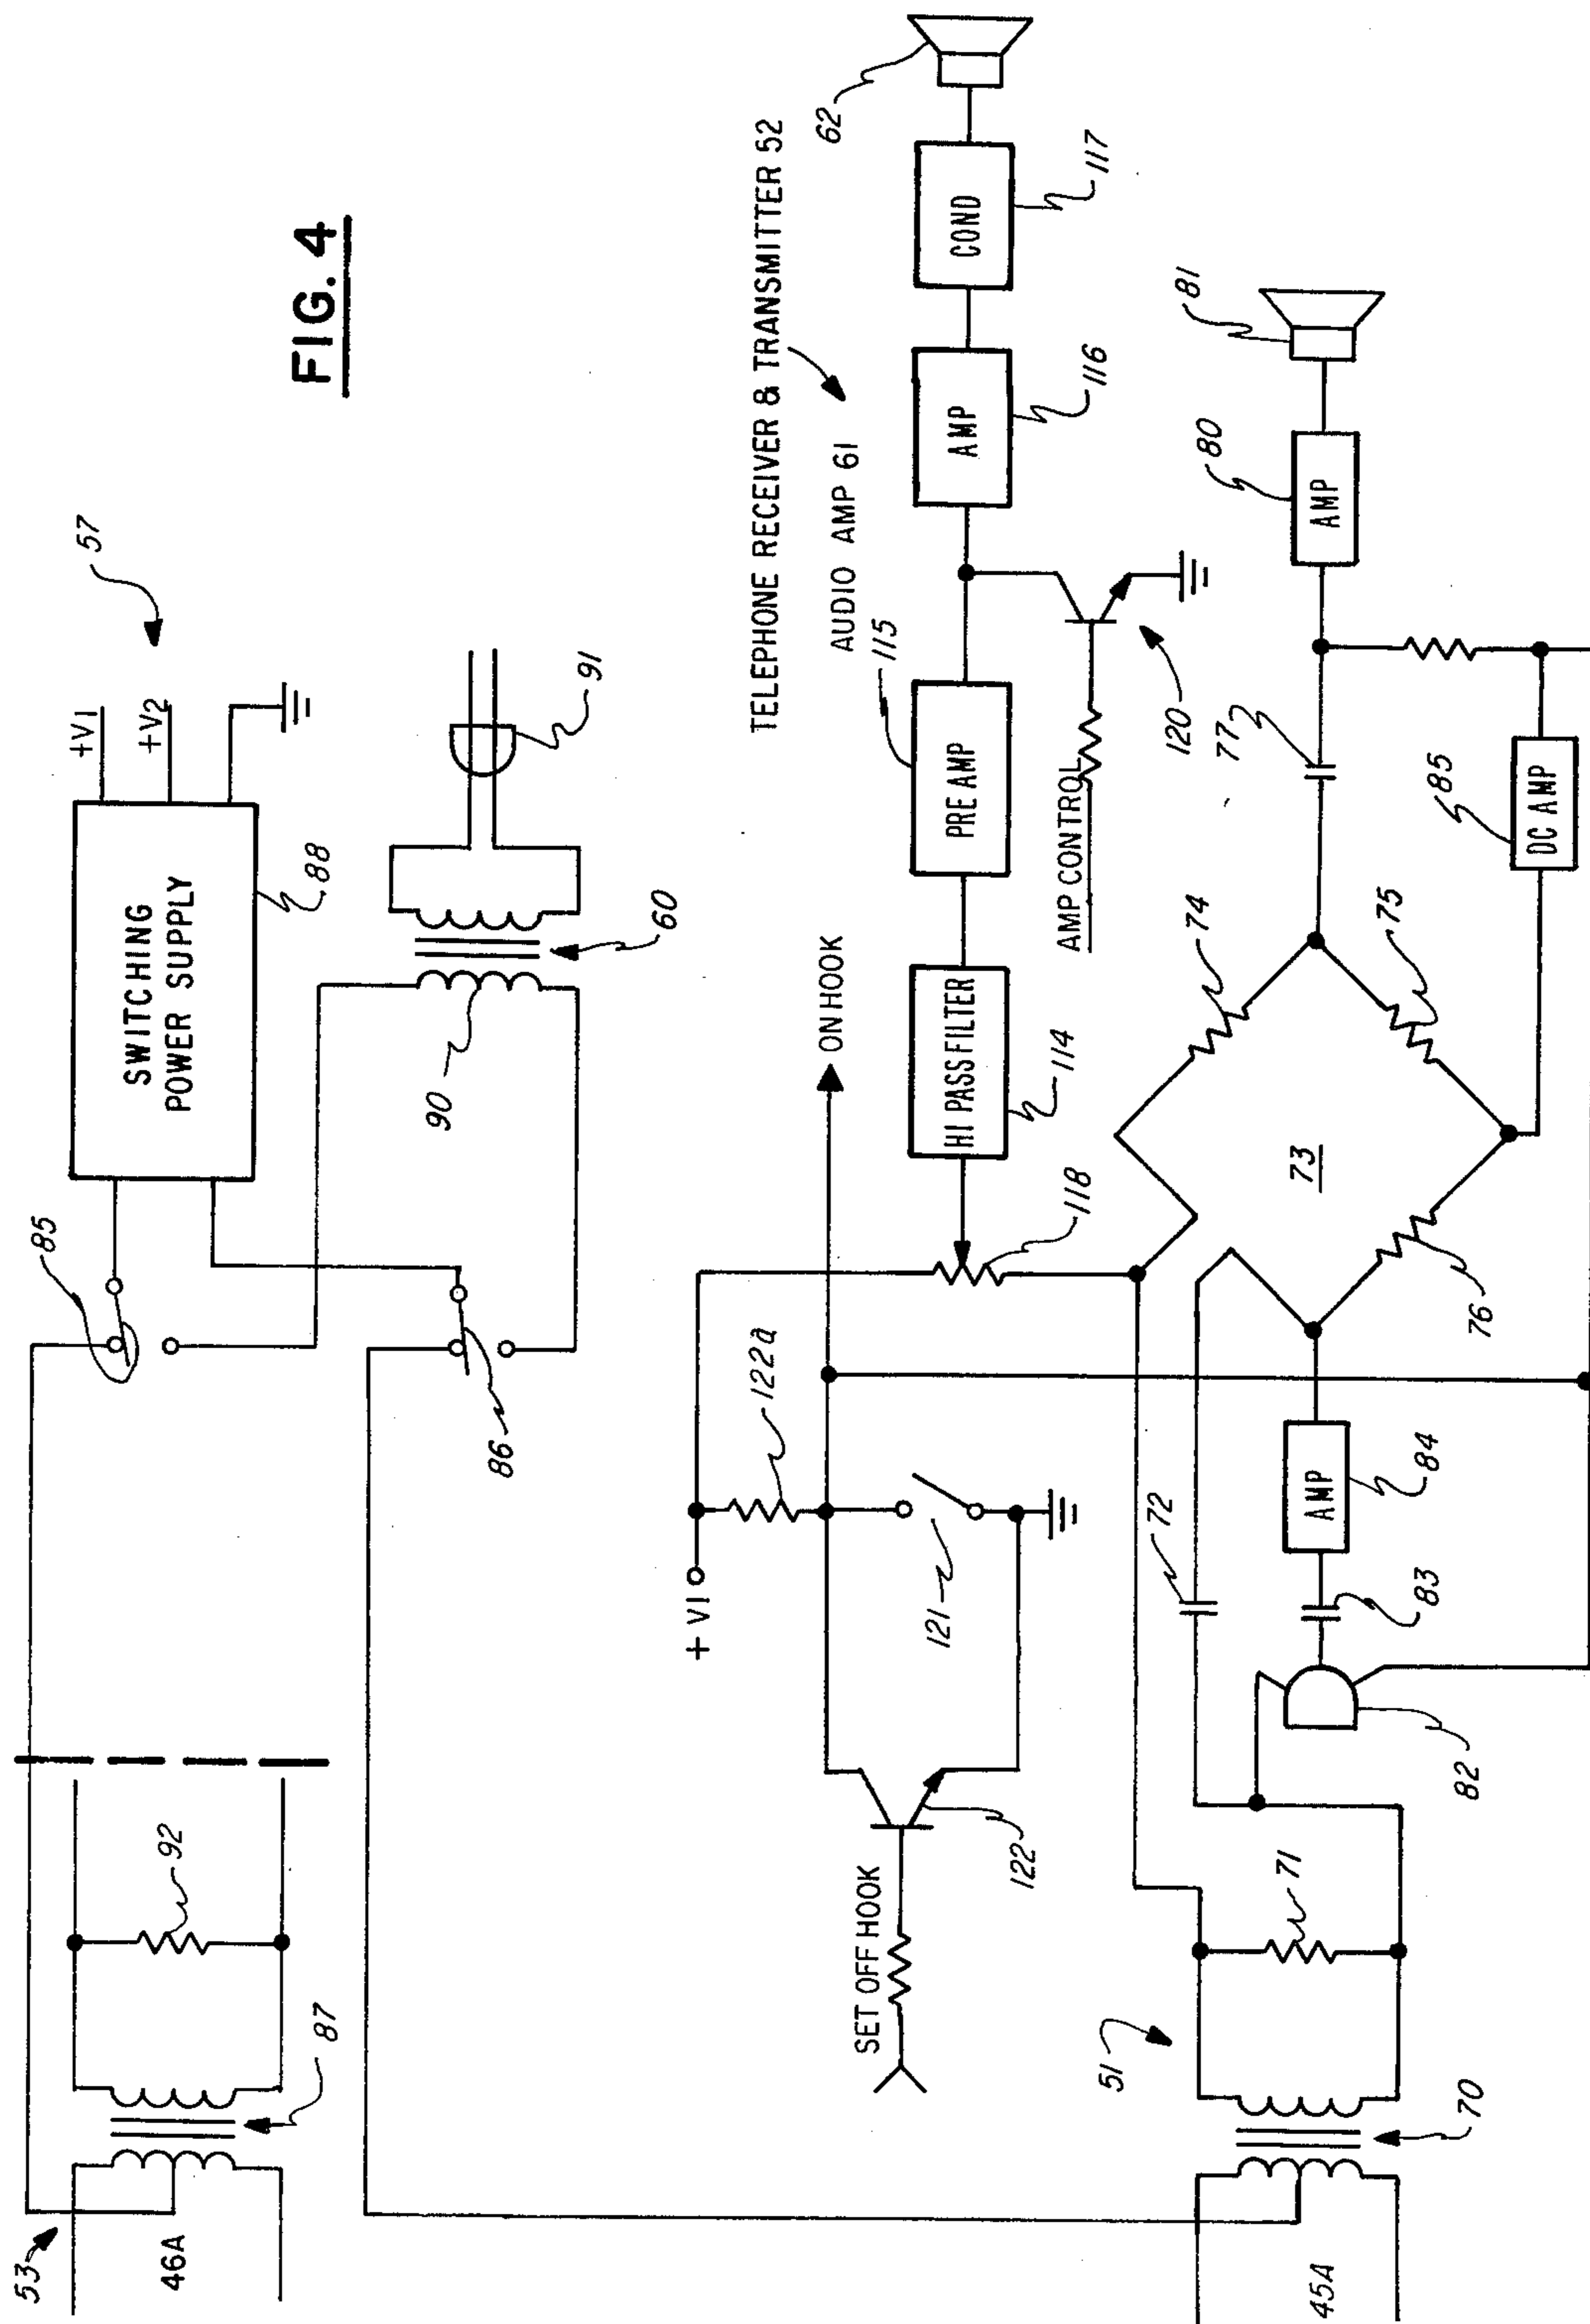 FIG. 4
57
+V1
+V2
SWITCHING
POWER SUPPLY
88
91
60
90
85
86
92
87
53
46A
TELEPHONE RECEIVER & TRANSMITTER 52
AUDIO AMP 61
62
COND
117
AMP
116
115
PRE AMP
120
AMP CONTROL
HI PASS FILTER
114
118
ON HOOK
122a
+ V1
121
122
SET OFF HOOK
81
80
AMP
77
85
DC AMP
74
75
73
76
72
AMP
84
83
82
71
51
70
45A